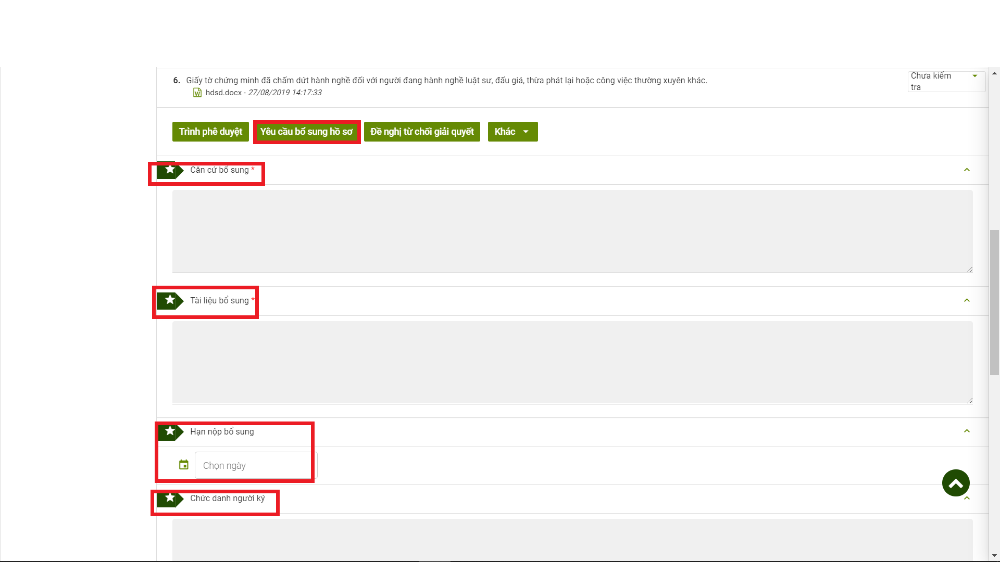 6. Giấy tờ chứng minh đã chấm dứt hành nghề đối với người đang hành nghề luật sư, đấu giá, thừa phát lại hoặc công việc thường xuyên khác.
Chưa kiểm tra
hdsd.docx - 27/08/2019 14:17:33
Trình phê duyệt Yêu cầu bổ sung hồ sơ Đề nghị từ chối giải quyết Khác
Căn cứ bổ sung *
Tài liệu bổ sung *
Hạn nộp bổ sung
Chọn ngày
Chức danh người ký